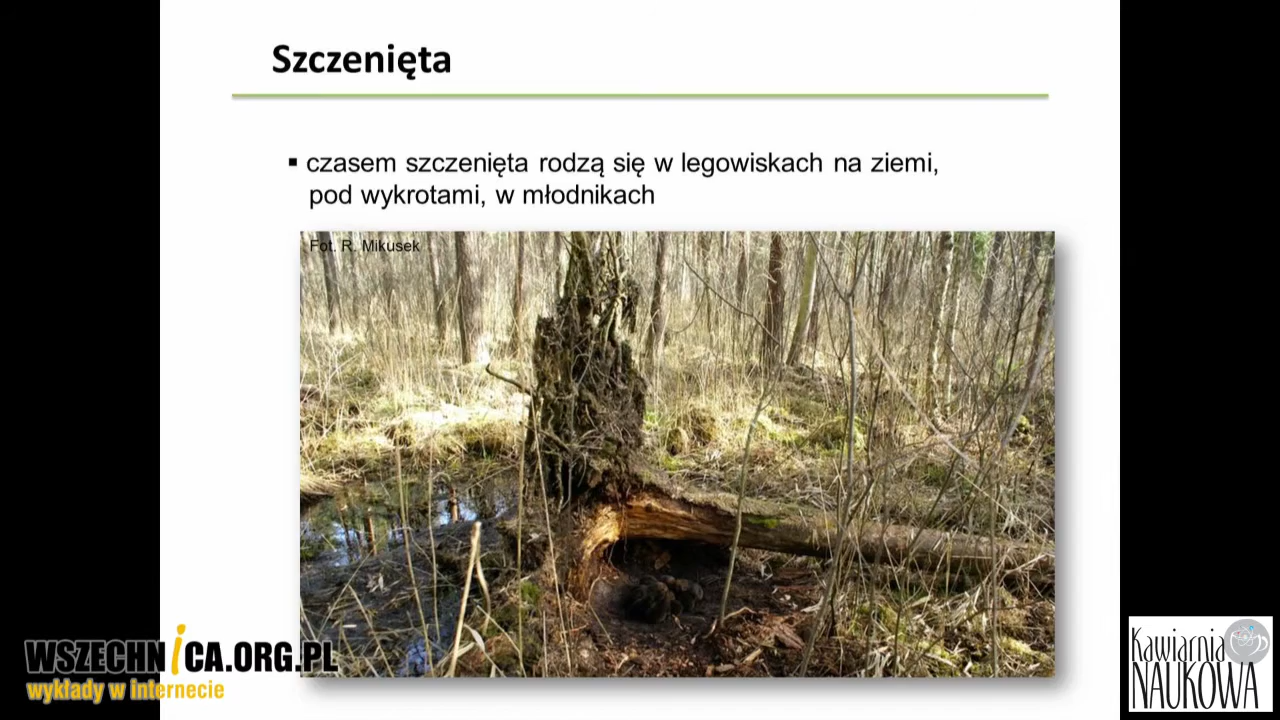 Szczenięta
▪ czasem szczenięta rodzą się w legowiskach na ziemi,
pod wykrotami, w młodnikach
Fot. R. Mikusek
WSZECHNiCA.ORG.PL
wykłady w internecie
Kawiarnia
NAUKOWA